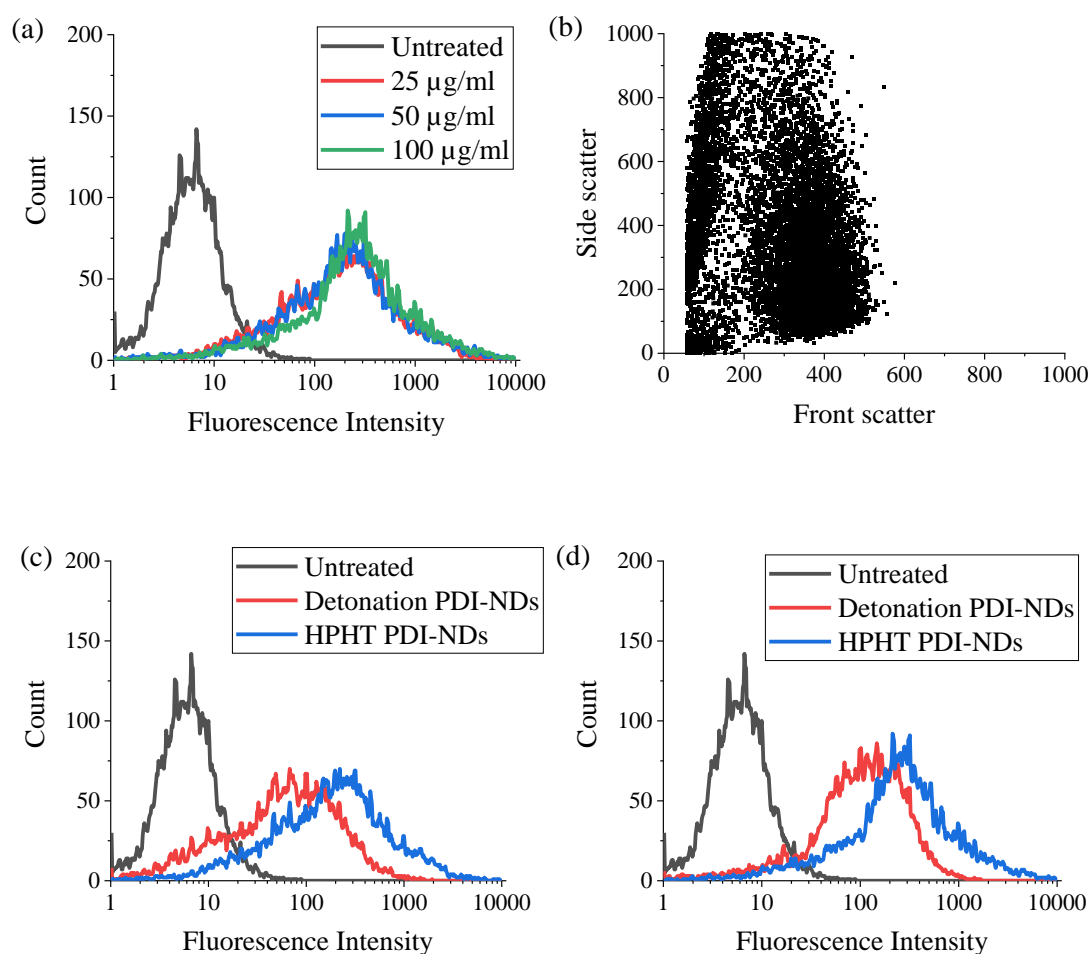 (a)
200
150
100
50
0
Count
Untreated
25 µg/ml
50 µg/ml
100 µg/ml
1
10
100
1000
10000
Fluorescence Intensity
(b)
1000
800
600
400
200
0
Side scatter
0
200
400
600
800
1000
Front scatter
(c)
200
150
100
50
0
Count
Untreated
Detonation PDI-NDs
HPHT PDI-NDs
1
10
100
1000
10000
Fluorescence Intensity
(d)
200
150
100
50
0
Count
Untreated
Detonation PDI-NDs
HPHT PDI-NDs
1
10
100
1000
10000
Fluorescence Intensity